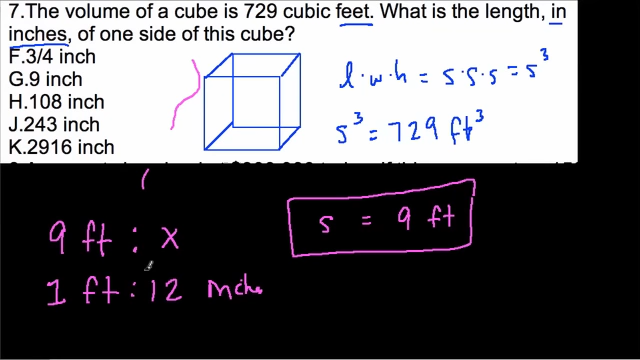 7.The volume of a cube is 729 cubic feet. What is the length, in
inches, of one side of this cube?
F.3/4 inch
G.9 inch
H.108 inch
J.243 inch
K.2916 inch
l·w·h = s·s·s = s³
s³ = 729 ft³
s = 9 ft
9 ft : x
1 ft : 12 inches